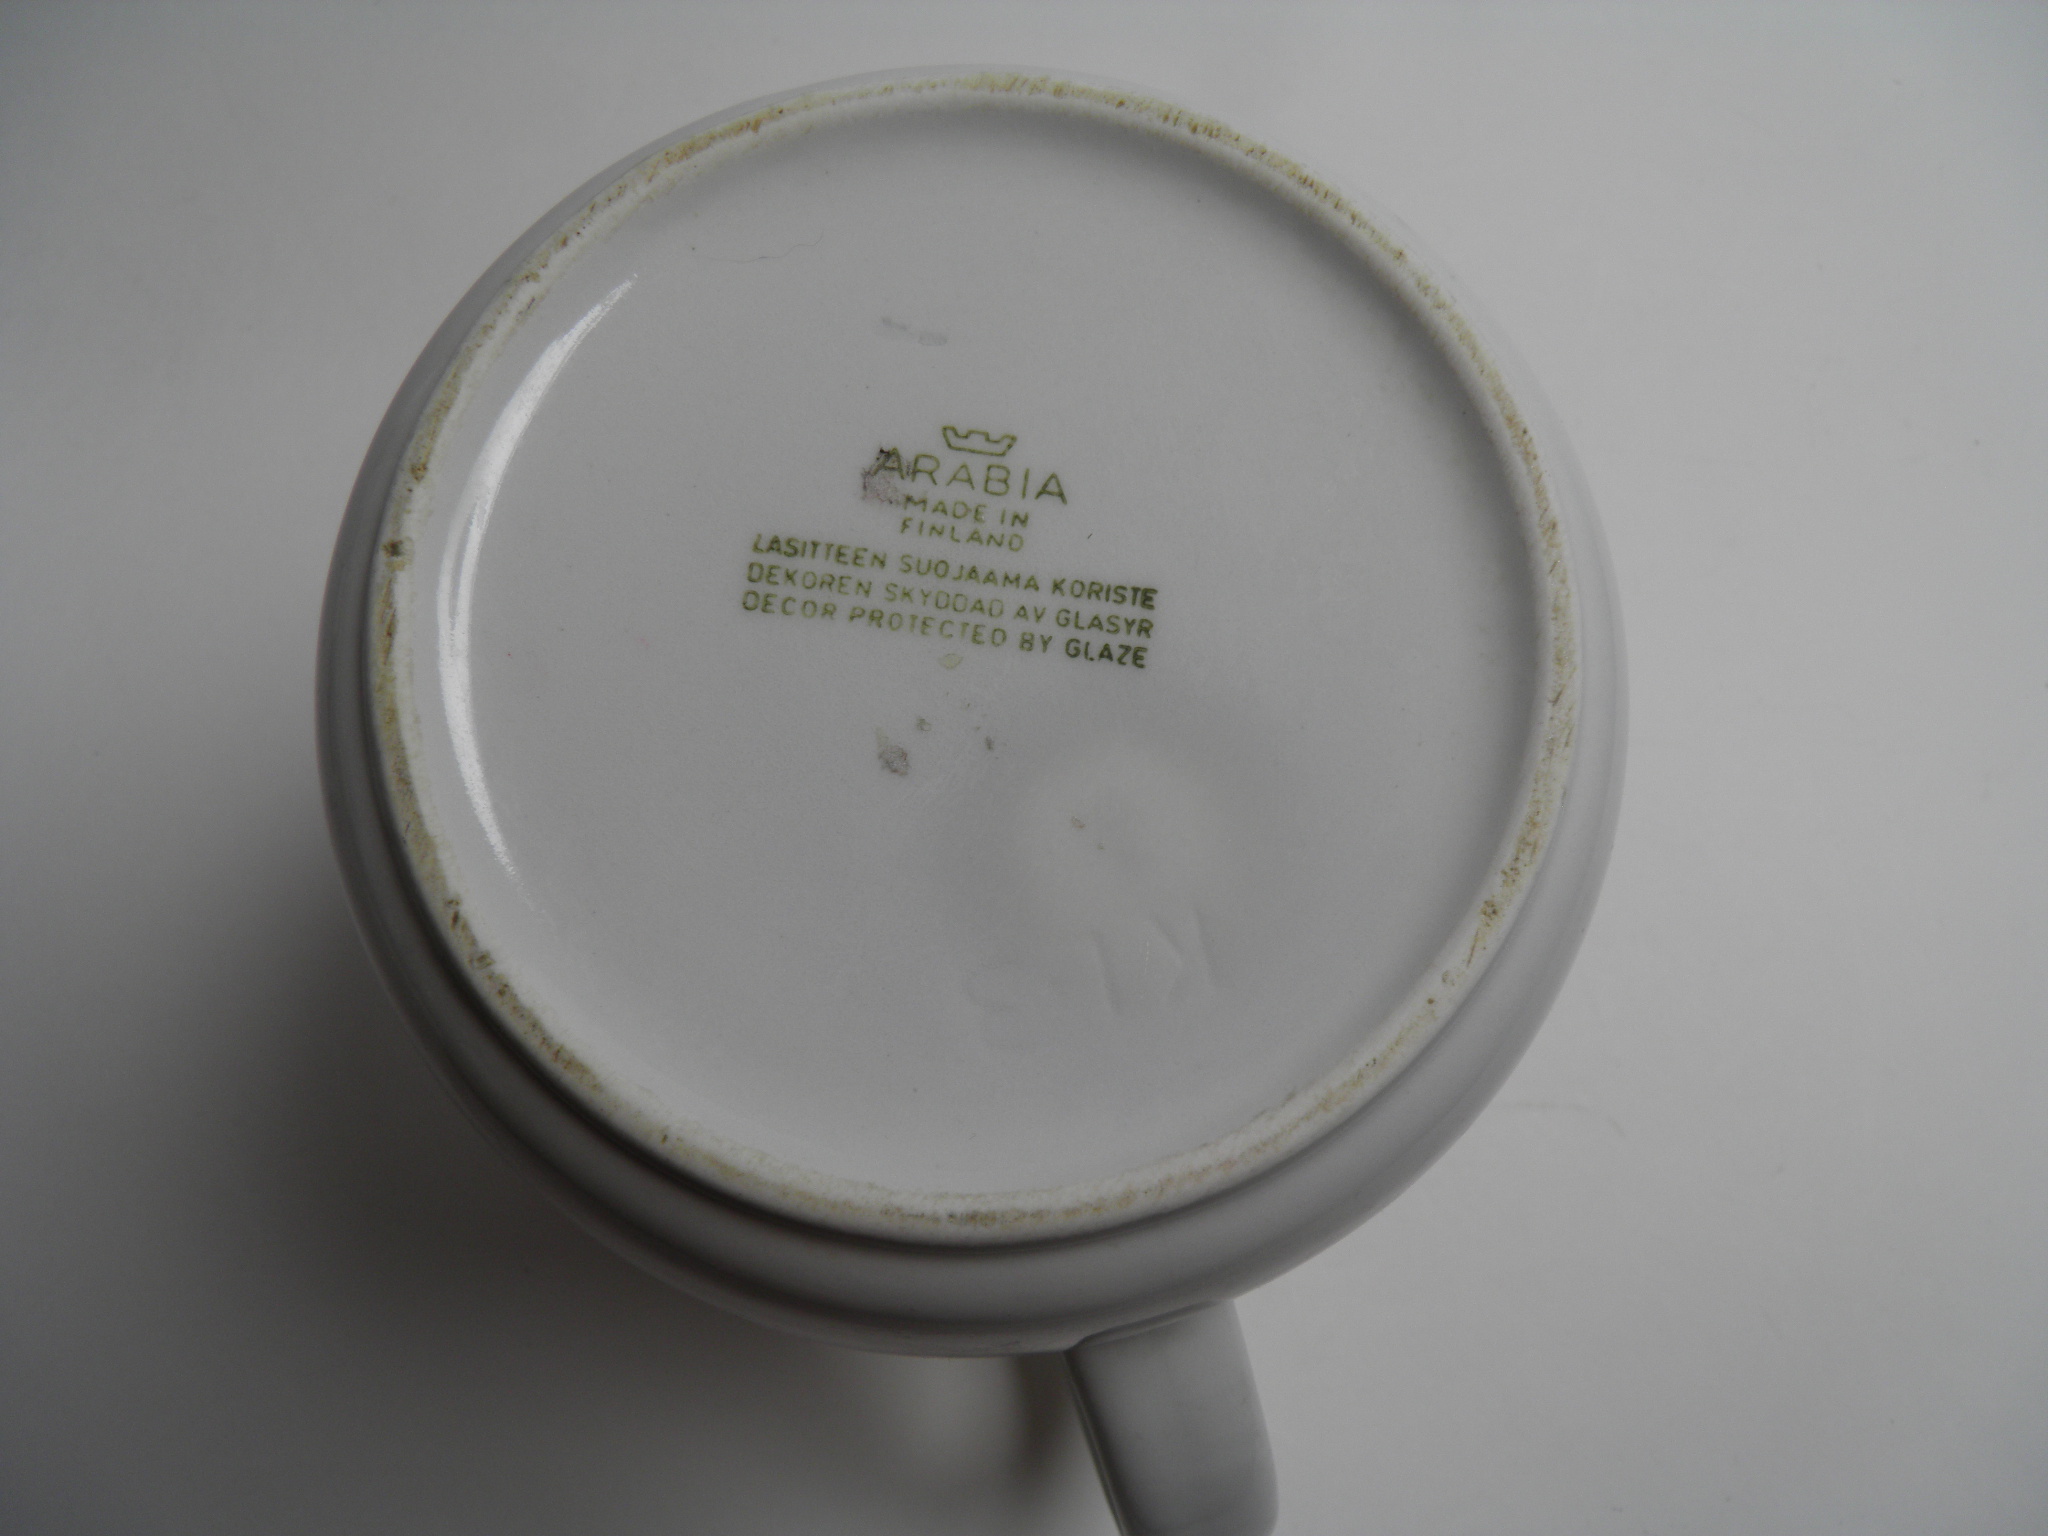 ARABIA
MADE IN
FINLAND
LASITTEEN SUOJAAMA KORISTE
DEKOREN SKYDDAD AV GLASYR
DECOR PROTECTED BY GLAZE